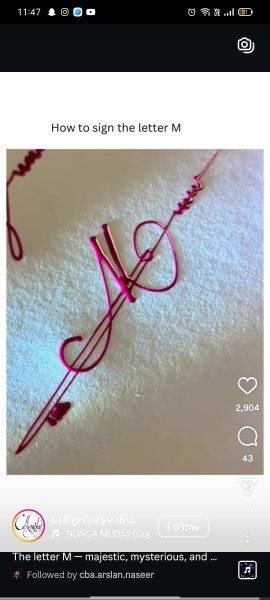 11:47
How to sign the letter M
2,904
43
calligraphyvideo
Follow
NUNCA MUDA? (Sup
The letter M — majestic, mysterious, and ...
Followed by cba.arslan.naseer